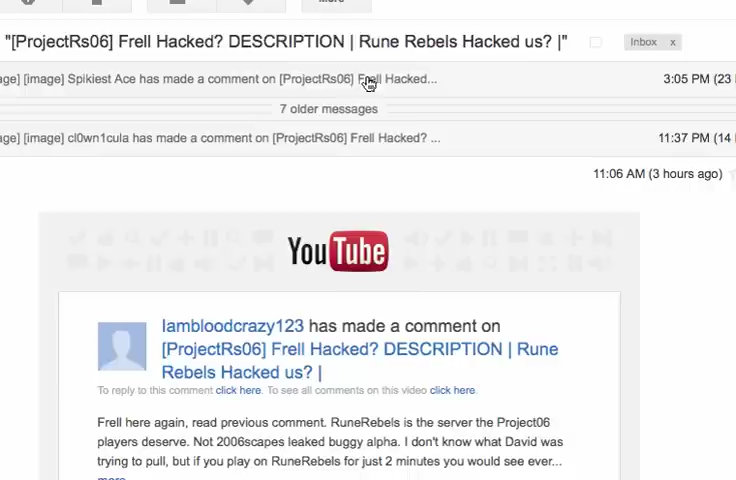 More
"[ProjectRs06] Frell Hacked? DESCRIPTION | Rune Rebels Hacked us? |"
Inbox x
age] [image] Spikiest Ace has made a comment on [ProjectRs06] Frell Hacked...
3:05 PM (23
7 older messages
age] [image] cl0wn1cula has made a comment on [ProjectRs06] Frell Hacked? ...
11:37 PM (14
11:06 AM (3 hours ago)
YouTube
Iambloodcrazy123 has made a comment on
[ProjectRs06] Frell Hacked? DESCRIPTION | Rune
Rebels Hacked us? |
To reply to this comment click here. To see all comments on this video click here.
Frell here again, read previous comment. RuneRebels is the server the Project06
players deserve. Not 2006scapes leaked buggy alpha. I don't know what David was
trying to pull, but if you play on RuneRebels for just 2 minutes you would see ever...
more